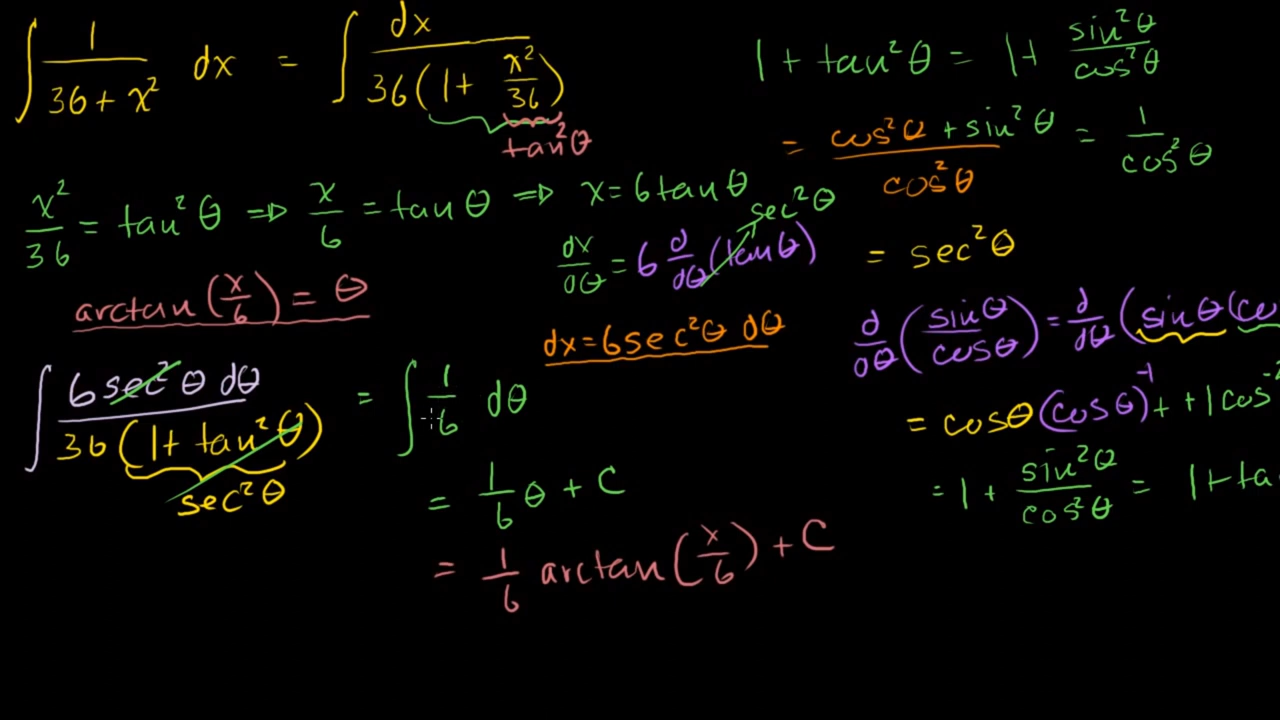 ∫ 1/(36 + x²) dx = ∫ dx/(36(1 + x²/36))
tan²θ
x²/36 = tan²θ ⇒ x/6 = tanθ ⇒ x = 6tanθ
arctan(x/6) = θ
sec²θ
dx/dθ = 6 d/dθ (tanθ)
dx = 6sec²θ dθ
∫ 6sec²θ dθ/(36(1 + tan²θ)) = ∫ 1/6 dθ
sec²θ
= 1/6 θ + C
= 1/6 arctan(x/6) + C
1 + tan²θ = 1 + sin²θ/cos²θ
= (cos²θ + sin²θ)/cos²θ = 1/cos²θ
= sec²θ
d/dθ (sinθ/cosθ) = d/dθ (sinθ(co
= cosθ(cosθ)⁻¹ + + 1cos⁻
= 1 + sin²θ/cos²θ = 1 + ta